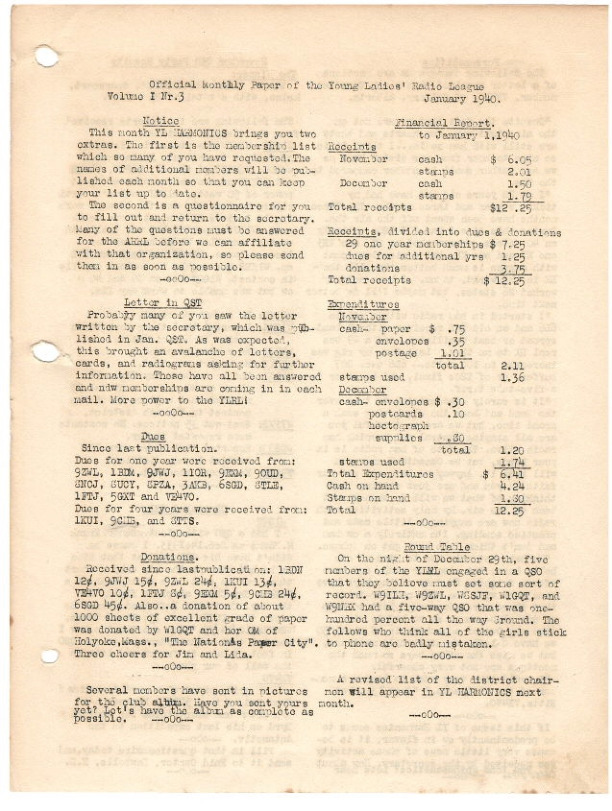 Official Monthly Paper of the Young Ladies' Radio League
Volume I Nr.3 January 1940.
Notice
This month YL HARMONICS brings you two
extras. The first is the membership list
which so many of you have requested. The
names of additional members will be pub-
lished each month so that you can keep
your list up to date.
The second is a questionnaire for you
to fill out and return to the secretary.
Many of the questions must be answered
for the ARRL before we can affiliate
with that organization, so please send
them in as soon as possible.
—ooOo—
Letter in QST
Probably many of you saw the letter
written by the secretary, which was pub-
lished in Jan. QST. As was expected,
this brought an avalanche of letters,
cards, and radiograms asking for further
information. These have all been answered
and ndw memberships are coming in in each
mail. More power to the YLRL!
—ooOo—
Dues
Since last publication.
Dues for one year were received from:
9ZWL, 1BDN, 9JWJ, 1IOR, 9EXM, 9OUD,
8NCJ, 8UCY, 8PZA, 3AKB, 6SGD, 8TLE,
1FTJ, 5GXT and VE4VO.
Dues for four years were received from:
1KUI, 9CHB, and 8TTS.
—ooOo—
Donations.
Received since lastpublication: 1BDN
12¢, 9JWJ 15¢, 9ZWL 24¢, 1KUI 13¢,
VE4VO 10¢, 1FTJ 8¢, 9EXM 5¢, 9CHB 24¢,
6SGD 45¢. Also..a donation of about
1000 sheets of excellent grade of paper
was donated by W1GQT and her OM of
Holyoke,Mass., "The Nation's Paper City".
Three cheers for Jim and Lida.
—oOo—
Several members have sent in pictures
for the club album. Have you sent yours
yet? Let's have the album as complete as
possible. —oOo—
Financial Report.
to January 1,1940
Receipts
November cash $ 6.05
stamps 2.01
December cash 1.50
stamps 1.79
Total receipts $12 .25
Receipts, divided into dues & donations
29 one year memberships $ 7.25
dues for additional yrs 1.25
donations 3.75
Total receipts $ 12.25
Expenditures
November
cash- paper $ .75
envelopes .35
postage 1.01
total 2.11
stamps used 1.36
December
cash- envelopes $ .30
postcards .10
hectograph
supplies .80
total 1.20
stamps used 1.74
Total Expenditures $ 6.41
Cash on hand 4.24
Stamps on hand 1.60
Total 12.25
—oOo—
Round Table
On the night of December 29th, five
members of the YLRL engaged in a QSO
that they believe must set some sort of
record. W9ILH, W9ZWL, W8SJF, W1GQT, and
had a five-way QSO that was one-
hundred percent all the way around. The
fellows who think all of the girls stick
to phone are badly mistaken.
—oOo—
A revised list of the district chair-
men will appear in YL HARMONICS next
month.
—oOo—